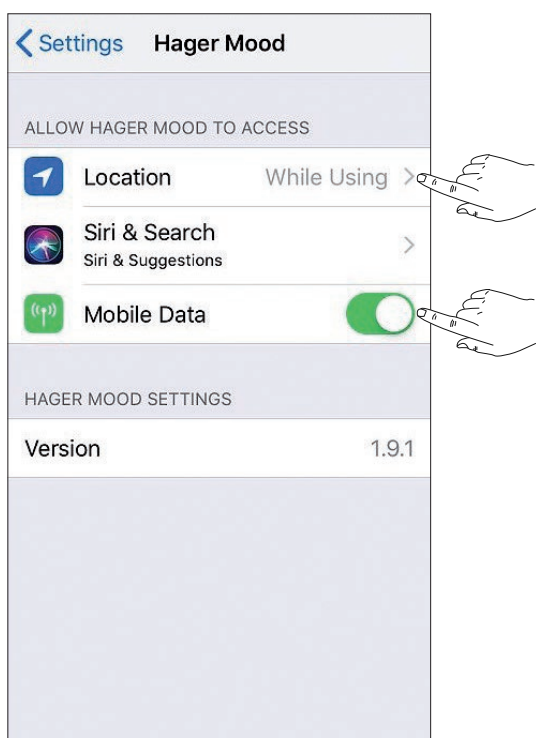 Settings Hager Mood
ALLOW HAGER MOOD TO ACCESS
Location While Using
Siri & Search
Siri & Suggestions
Mobile Data
HAGER MOOD SETTINGS
Version 1.9.1